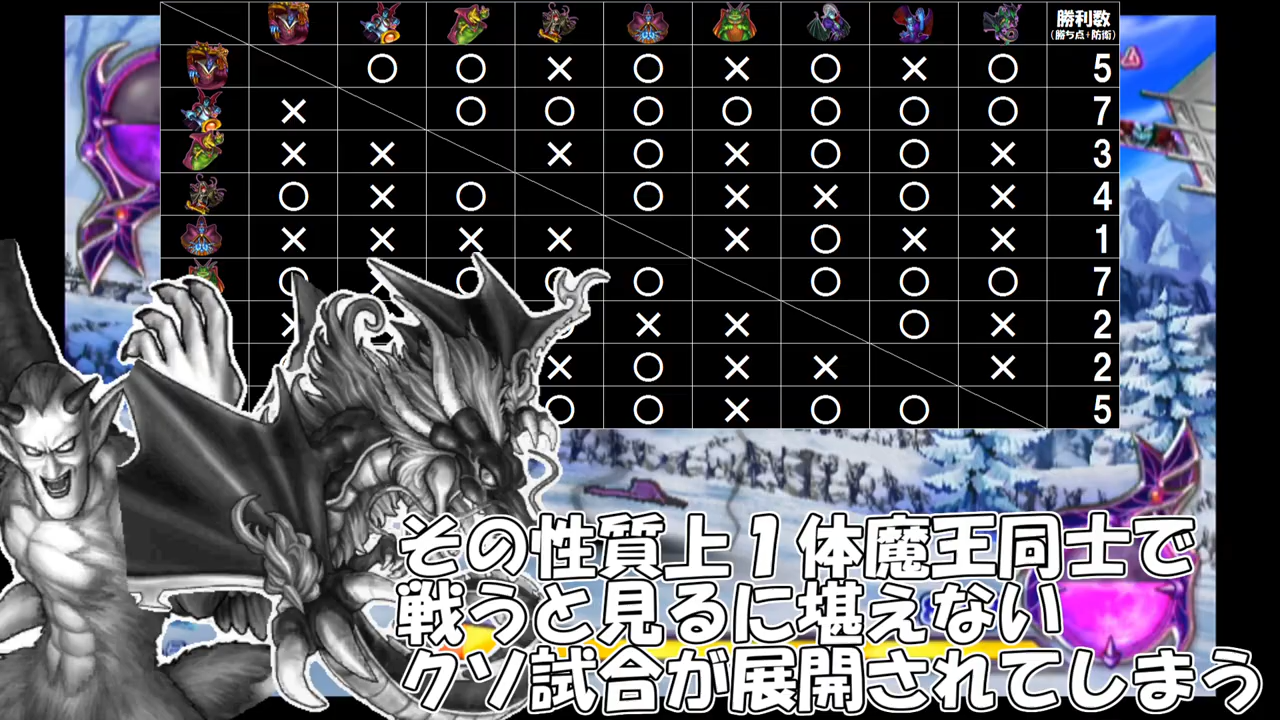 勝利数
(勝ち点+防衛)
○ ○ × ○ × ○ × ○ 5
× ○ ○ ○ ○ ○ ○ ○ 7
× × × ○ × ○ ○ × 3
○ × ○ ○ × × ○ × 4
× × × × × ○ × × 1
○ × ○ ○ ○ ○ ○ ○ 7
× × × ○ × 2
× ○ × × × 2
○ ○ × ○ ○ 5
その性質上１体魔王同士で
戦うと見るに堪えない
クソ試合が展開されてしまう